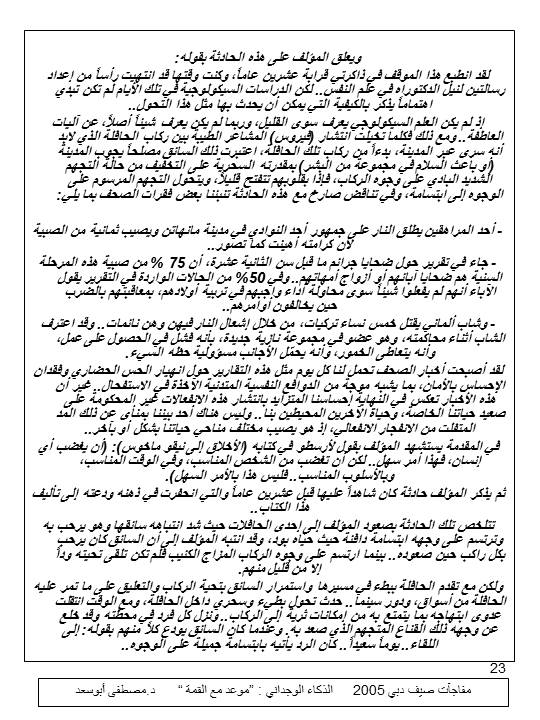 ويعلق المؤلف على هذه الحادثة بقوله:
لقد انطبع هذا الموقف في ذاكرتي قرابة عشرين عاماً، وكنت وقتها قد انتهيت رأساً من إعداد
رسالتين لنيل الدكتوراه في علم النفس.. لكن الدراسات السيكولوجية في تلك الأيام لم تكن تبدي
اهتماماً يذكر بالكيفية التي يمكن أن يحدث بها مثل هذا التحول..
إذ لم يكن العلم السيكولوجي يعرف سوى القليل، وربما لم يكن يعرف شيئاً أصلاً، عن آليات
العاطفة.. ومع ذلك فكلما تخيلت انتشار (فيروس) المشاعر الطيبة بين ركاب الحافلة الذي لابد
أنه سرى عبر المدينة، بدءاً من ركاب تلك الحافلة، اعتبرت ذلك السائق مصلحاً يجوب المدينة
(أو باعث السلام في مجموعة من البشر) بمقدرته السحرية على التخفيف من حالة التجهم
الشديد البادي على وجوه الركاب، فإذا بقلوبهم تتفتح قليلاً، ويتحول التجهم المرسوم على
الوجوه إلى ابتسامة، وفي تناقض صارخ مع هذه الحادثة تنبئنا بعض فقرات الصحف بما يلي:
- أحد المراهقين يطلق النار على جمهور أحد النوادي في مدينة مانهاتن ويصيب ثمانية من الصبية
لأن كرامته أهينت كما تصور..
- جاء في تقرير حول ضحايا جرائم ما قبل سن الثانية عشرة، أن 75 % من صبية هذه المرحلة
السنية هم ضحايا آبائهم أو أزواج أمهاتهم.. وفي 50% من الحالات الواردة في التقرير يقول
الآباء أنهم لم يفعلوا شيئاً سوى محاولة أداء واجبهم في تربية أولادهم، بمعاقبتهم بالضرب
حين يخالفون أوامرهم..
- وشاب ألماني يقتل خمس نساء تركيات، من خلال إشعال النار فيهن وهن نائمات.. وقد اعترف
الشاب أثناء محاكمته، وهو عضو في مجموعة نازية جديدة، بأنه فشل في الحصول على عمل،
وأنه يتعاطى الخمور، وأنه يحمّل الأجانب مسؤولية حظه السيء.
لقد أصبحت أخبار الصحف تحمل لنا كل يوم مثل هذه التقارير حول انهيار الحس الحضاري وفقدان
الإحساس بالأمان، بما يشبه موجة من الدوافع النفسية المتدنية الآخذة في الاستفحال.. غير أن
هذه الأخبار تعكس في النهاية إحساسنا المتزايد بانتشار هذه الانفعالات غير المحكومة على
صعيد حياتنا الخاصة، وحياة الآخرين المحيطين بنا.. وليس هناك أحد بيننا بمنأى عن ذلك المد
المتفلت من الانفجار الانفعالي، إذ هو يصيب مختلف مناحي حياتنا بشكل أو بآخر..
في المقدمة يستشهد المؤلف بقول لأرسطو في كتابه (الأخلاق إلى نيقو ماخوس): (أن يغضب أي
إنسان، فهذا أمر سهل.. لكن أن تغضب من الشخص المناسب، وفي الوقت المناسب،
وبالأسلوب المناسب.. فليس هذا بالأمر السهل).
ثم يذكر المؤلف حادثة كان شاهداً عليها قبل عشرين عاماً والتي انحفرت في ذهنه ودعته إلى تأليف
هذا الكتاب..
تتلخص تلك الحادثة بصعود المؤلف إلى إحدى الحافلات حيث شد انتباهه سائقها وهو يرحب به
وترتسم على وجهه ابتسامة دافئة حيث حياه بود، وقد انتبه المؤلف إلى أن السائق كان يرحب
بكل راكب حين صعوده.. بينما ارتسم على وجوه الركاب المزاج الكئيب فلم تكن تلقى تحيته وداً
إلا من قليل منهم.
ولكن مع تقدم الحافلة ببطء في مسيرها واستمرار السائق بتحية الركاب والتعليق على ما تمر عليه
الحافلة من أسواق، ودور سينما.. حدث تحول بطيء وسحري داخل الحافلة، ومع الوقت انتقلت
عدوى ابتهاجه بما يتمتع به من إمكانات ثرية إلى الركاب.. ونزل كل فرد في محطته وقد خلع
عن وجهه ذلك القناع المتجهم الذي صعد به. وعندما كان السائق يودع كلاً منهم بقوله: إلى
اللقاء.. يوماً سعيداً.. كان الرد يأتيه بابتسامة جميلة على الوجوه..
23
مفاجآت صيف دبي 2005 الذكاء الوجداني : "موعد مع القمة " د.مصطفى أبوسعد